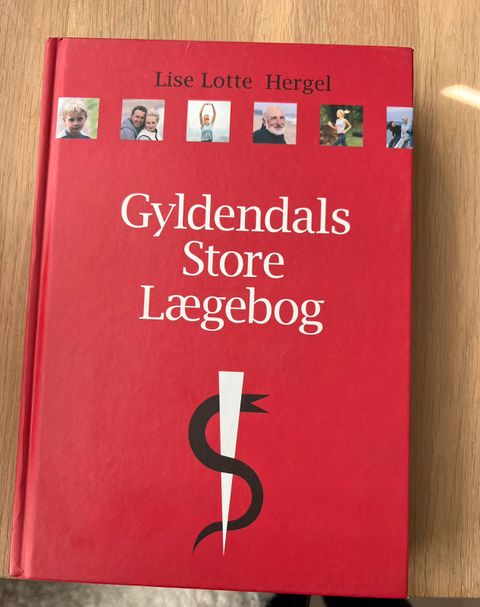 Lise Lotte Hergel
Gyldendals
Store
Lægebog